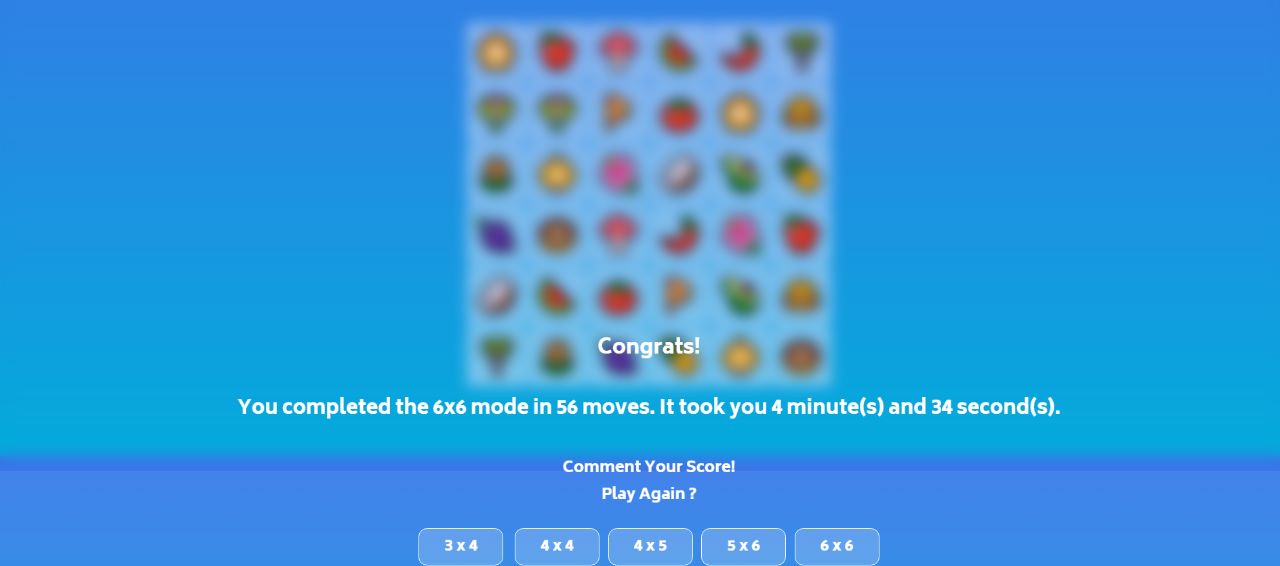 Congrats!
You completed the 6x6 mode in 56 moves. It took you 4 minute(s) and 34 second(s).
Comment Your Score!
Play Again ?
3 x 4
4 x 4
4 x 5
5 x 6
6 x 6